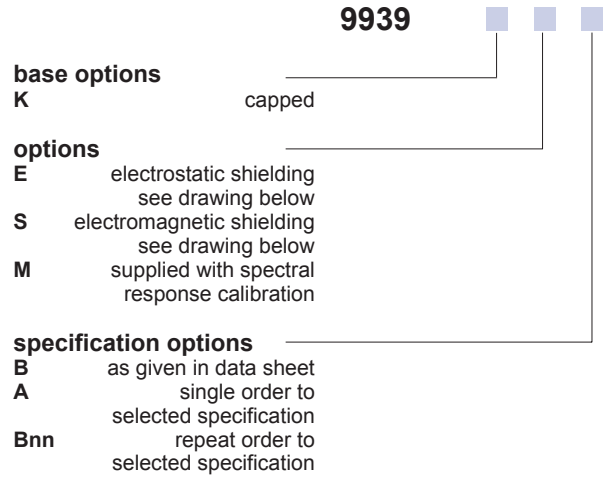 9939
base options
K capped
options
E electrostatic shielding
see drawing below
S electromagnetic shielding
see drawing below
M supplied with spectral
response calibration
specification options
B as given in data sheet
A single order to
selected specification
Bnn repeat order to
selected specification